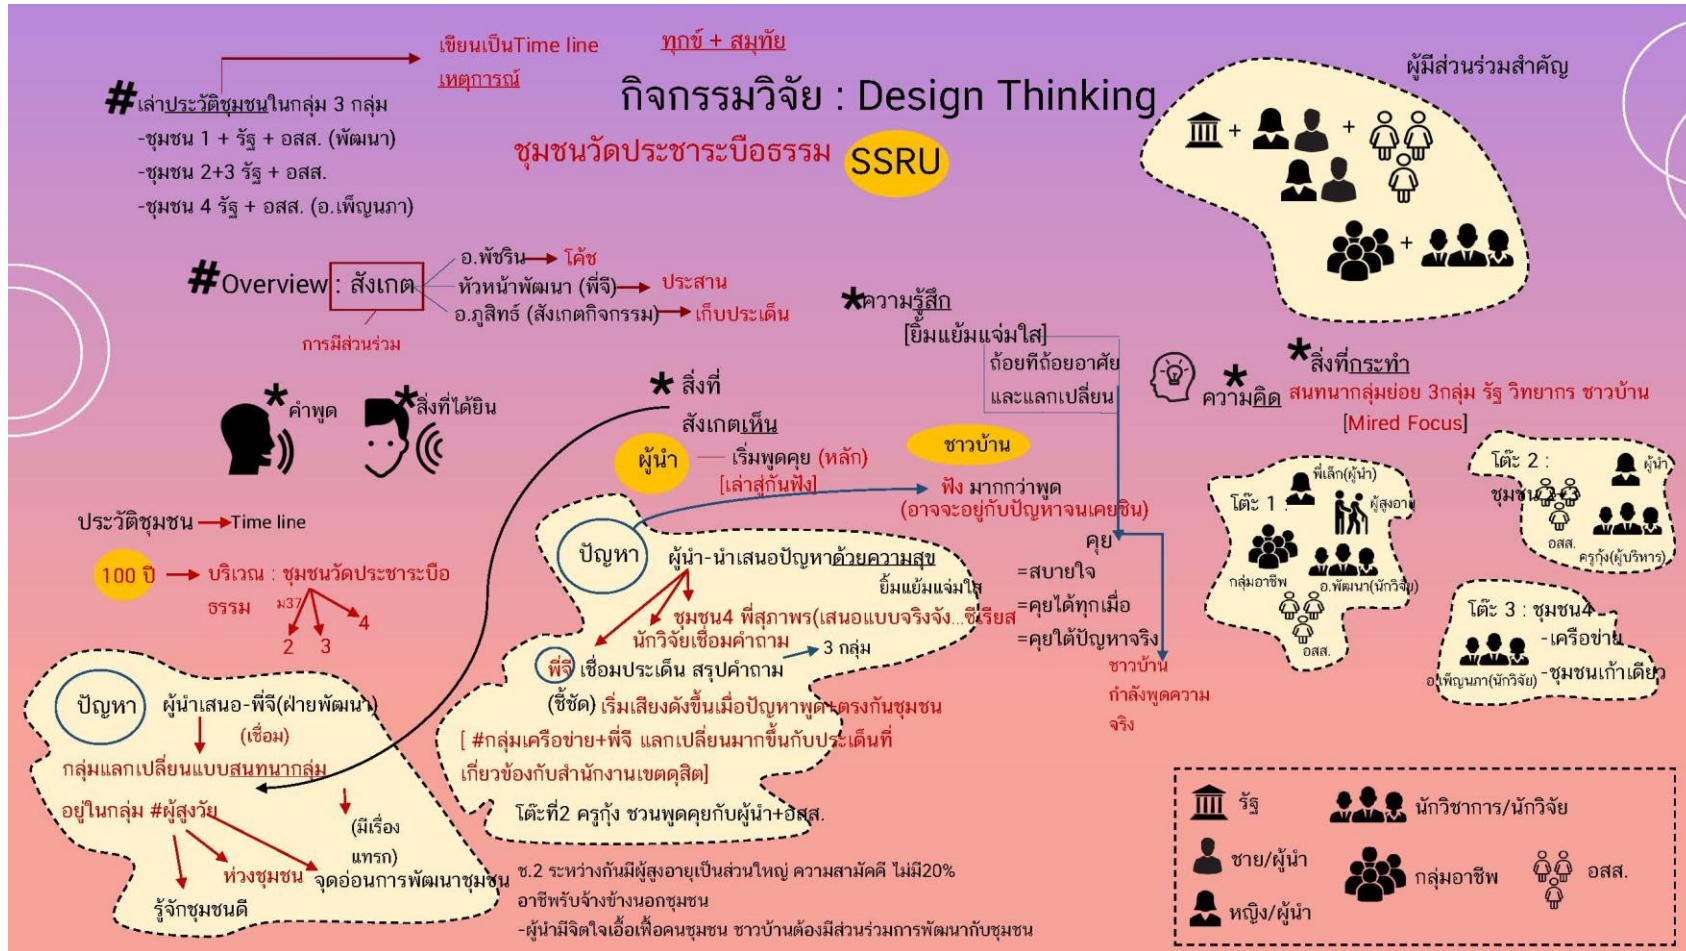 เขียนเป็นTime line
เหตุการณ์
ทุกข์ + สมุทัย
กิจกรรมวิจัย : Design Thinking
ชุมชนวัดประชาระบือธรรม
SSRU
#เล่าประวัติชุมชนในกลุ่ม 3 กลุ่ม
-ชุมชน 1 + รัฐ + อสส. (พัฒนา)
-ชุมชน 2+3 รัฐ + อสส.
-ชุมชน 4 รัฐ + อสส. (อ.เพ็ญนภา)
ผู้มีส่วนร่วมสำคัญ
+
+
+
#Overview : สังเกต
การมีส่วนร่วม
อ.พัชริน
โค้ช
หัวหน้าพัฒนา (พี่จี)
ประสาน
อ.ภูสิทธ์ (สังเกตกิจกรรม)
เก็บประเด็น
*คำพูด
*สิ่งที่ได้ยิน
*ความรู้สึก
[ยิ้มแย้มแจ่มใส]
ถ้อยทีถ้อยอาศัย
และแลกเปลี่ยน
*ความคิด
*สิ่งที่กระทำ
สนทนากลุ่มย่อย 3กลุ่ม รัฐ วิทยากร ชาวบ้าน
[Mired Focus]
* สิ่งที่
สังเกตเห็น
ผู้นำ
เริ่มพูดคุย (หลัก)
[เล่าสู่กันฟัง]
ชาวบ้าน
ฟัง มากกว่าพูด
(อาจจะอยู่กับปัญหาจนเคยชิน)
คุย
=สบายใจ
=คุยได้ทุกเมื่อ
=คุยใต้ปัญหาจริง
ชาวบ้าน
กำลังพูดความ
จริง
ประวัติชุมชน
Time line
100 ปี
บริเวณ : ชุมชนวัดประชาระบือ
ธรรม
ม37
2
3
4
ปัญหา
ผู้นำเสนอ-พี่จี(ฝ่ายพัฒนา)
(เชื่อม)
กลุ่มแลกเปลี่ยนแบบสนทนากลุ่ม
อยู่ในกลุ่ม #ผู้สูงวัย
(มีเรื่อง
แทรก)
ห่วงชุมชน
จุดอ่อนการพัฒนาชุมชน
รู้จักชุมชนดี
ปัญหา
ผู้นำ-นำเสนอปัญหาด้วยความสุข
ยิ้มแย้มแจ่มใส
ชุมชน4 พี่สุภาพร(เสนอแบบจริงจัง...ซีเรียส
นักวิจัยเชื่อมคำถาม
พี่จี เชื่อมประเด็น สรุปคำถาม
3 กลุ่ม
(ชี้ชัด) เริ่มเสียงดังขึ้นเมื่อปัญหาพูด+ตรงกันชุมชน
[ #กลุ่มเครือข่าย+พี่จี แลกเปลี่ยนมากขึ้นกับประเด็นที่
เกี่ยวข้องกับสำนักงานเขตดุสิต]
โต๊ะที่2 ครูกุ้ง ชวนพูดคุยกับผู้นำ+อสส.
ช.2 ระหว่างกันมีผู้สูงอายุเป็นส่วนใหญ่ ความสามัคคี ไม่มี20%
อาชีพรับจ้างข้างนอกชุมชน
-ผู้นำมีจิตใจเอื้อเฟื้อคนชุมชน ชาวบ้านต้องมีส่วนร่วมการพัฒนากับชุมชน
โต๊ะ 1 :
พี่เล็ก(ผู้นำ)
ผู้สูงอายุ
กลุ่มอาชีพ
อ.พัฒนา(นักวิจัย)
อสส.
โต๊ะ 2 :
ชุมชน 2+3
ผู้นำ
อสส.
ครูกุ้ง(ผู้บริหาร)
โต๊ะ 3 : ชุมชน4
-เครือข่าย
-ชุมชนเก้าเดียว
อ.เพ็ญนภา(นักวิจัย)
รัฐ
ชาย/ผู้นำ
หญิง/ผู้นำ
นักวิชาการ/นักวิจัย
กลุ่มอาชีพ
อสส.